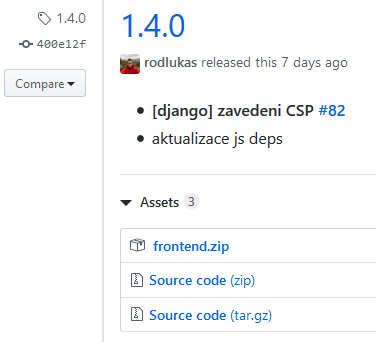 1.4.0
400e12f
Compare
1.4.0
rodlukas released this 7 days ago
[django] zavedeni CSP #82
aktualizace js deps
Assets 3
frontend.zip
Source code (zip)
Source code (tar.gz)